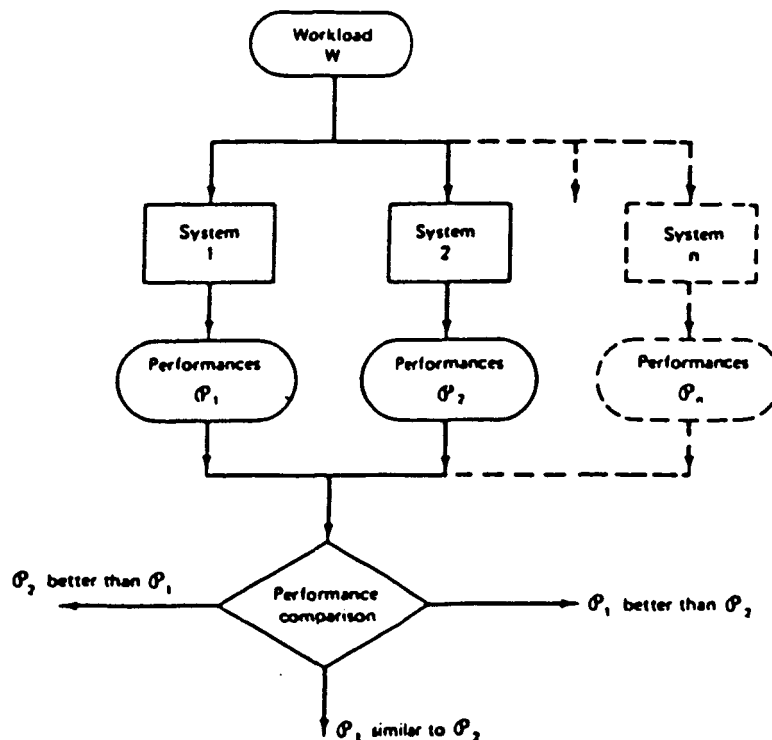 Workload
W
System
1
System
2
System
n
Performances
𝒫₁
Performances
𝒫₂
Performances
𝒫ₙ
𝒫₂ better than 𝒫₁
Performance
comparison
𝒫₁ better than 𝒫₂
𝒫₁ similar to 𝒫₂